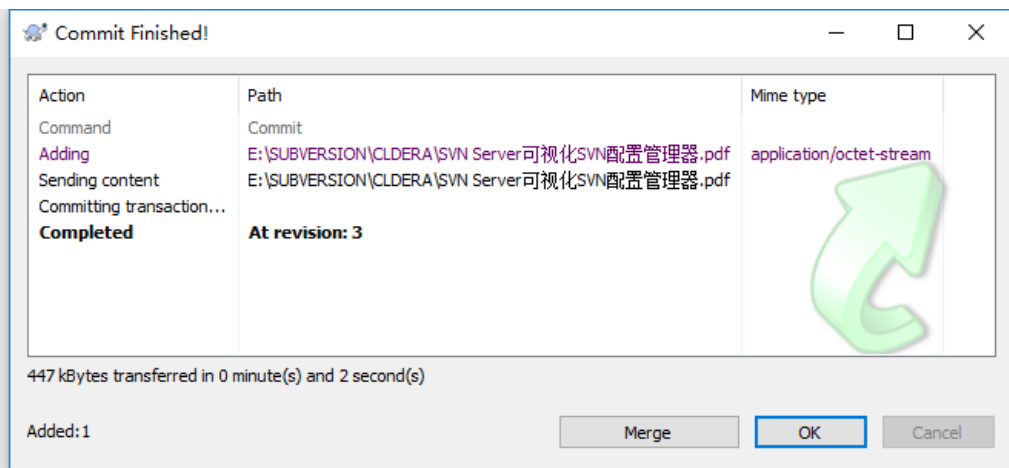 Commit Finished!
Action Path Mime type
Command Commit
Adding E:\SUBVERSION\CLDERA\SVN Server可视化SVN配置管理器.pdf application/octet-stream
Sending content E:\SUBVERSION\CLDERA\SVN Server可视化SVN配置管理器.pdf
Committing transaction...
Completed At revision: 3
447 kBytes transferred in 0 minute(s) and 2 second(s)
Added:1 Merge OK Cancel